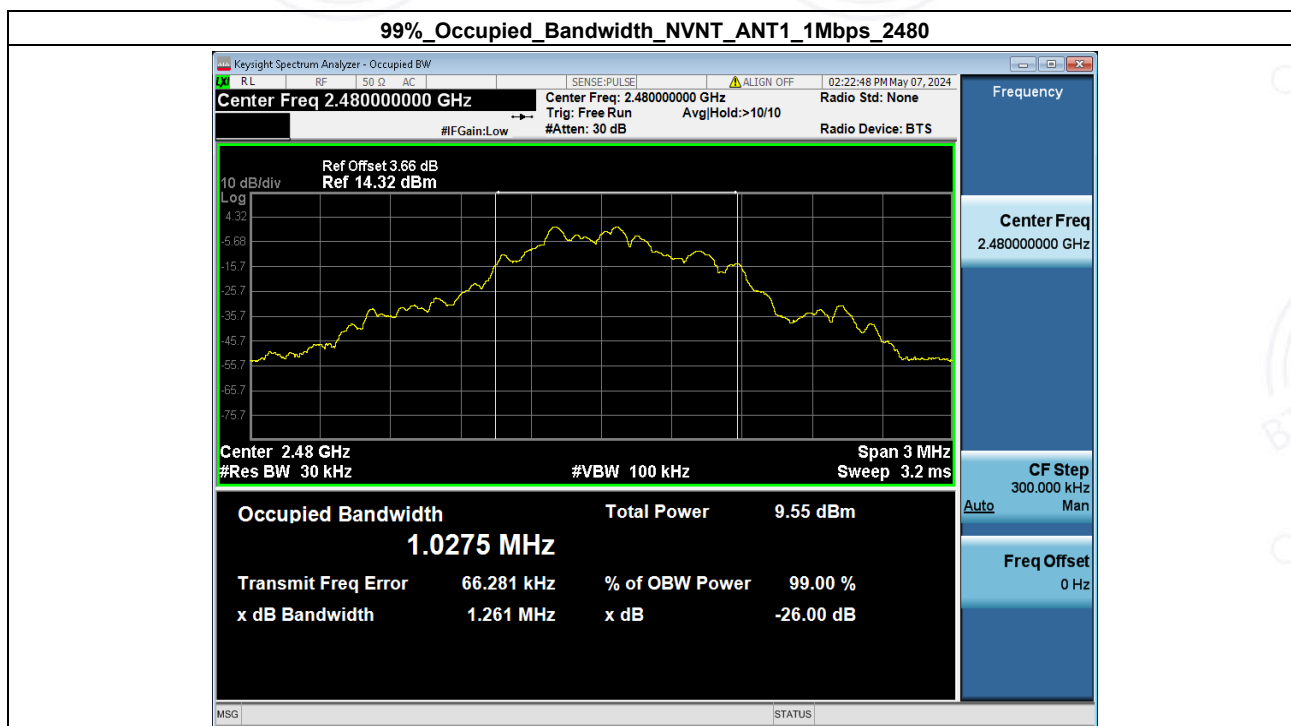 99%_Occupied_Bandwidth_NVNT_ANT1_1Mbps_2480
Keysight Spectrum Analyzer - Occupied BW
LXI RL RF 50 Ω AC SENSE:PULSE ALIGN OFF 02:22:48 PM May 07, 2024
Center Freq 2.480000000 GHz Center Freq: 2.480000000 GHz Radio Std: None
Trig: Free Run Avg|Hold:>10/10
#IFGain:Low #Atten: 30 dB Radio Device: BTS
Frequency
Ref Offset 3.66 dB
10 dB/div Ref 14.32 dBm
Log
4.32
-5.68
-15.7
-25.7
-35.7
-45.7
-55.7
-65.7
-75.7
Center 2.48 GHz Span 3 MHz
#Res BW 30 kHz #VBW 100 kHz Sweep 3.2 ms
Occupied Bandwidth Total Power 9.55 dBm
1.0275 MHz
Transmit Freq Error 66.281 kHz % of OBW Power 99.00 %
x dB Bandwidth 1.261 MHz x dB -26.00 dB
Center Freq
2.480000000 GHz
CF Step
300.000 kHz
Auto Man
Freq Offset
0 Hz
MSG STATUS